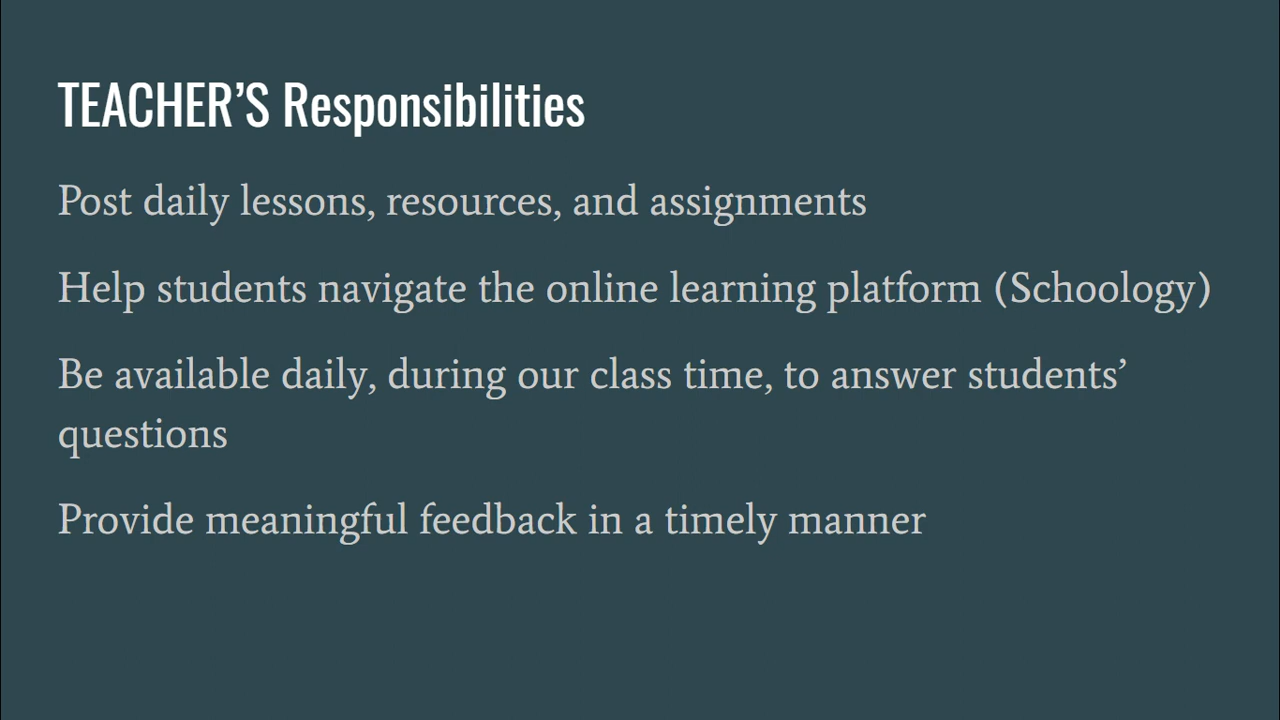 TEACHER’S Responsibilities
Post daily lessons, resources, and assignments
Help students navigate the online learning platform (Schoology)
Be available daily, during our class time, to answer students’
questions
Provide meaningful feedback in a timely manner